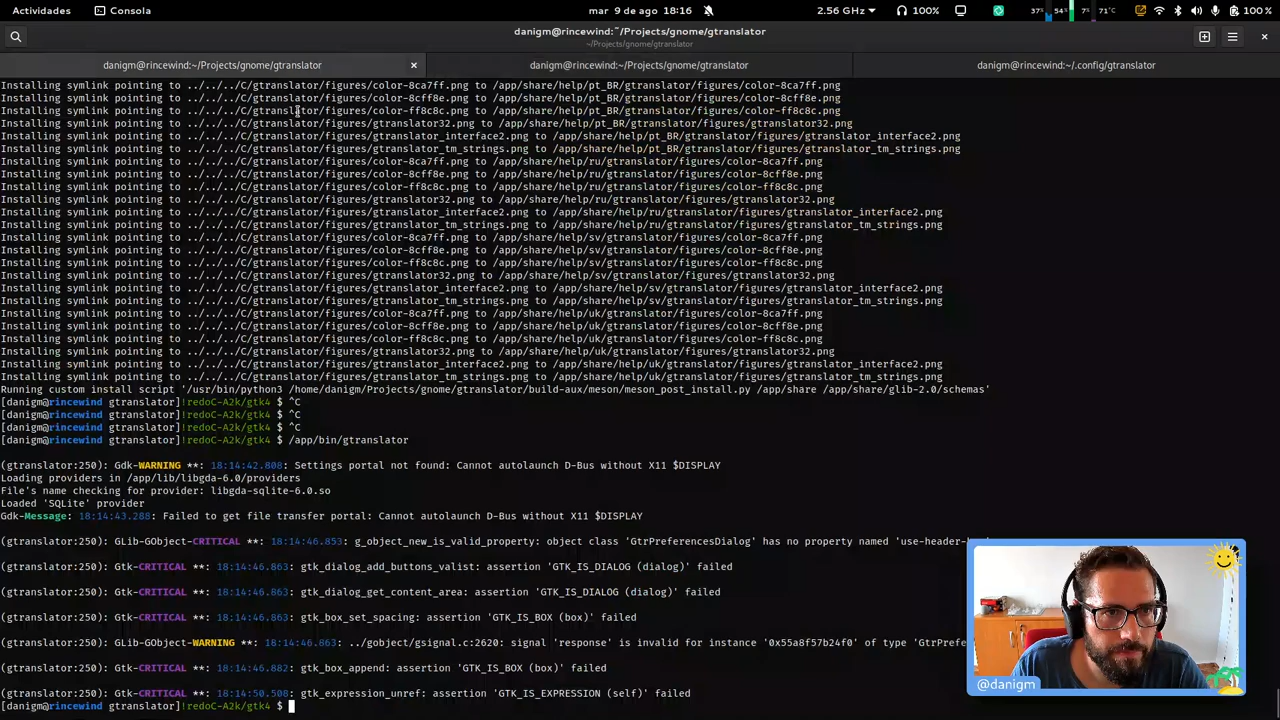 Actividades
Consola
mar 9 de ago 18:16
2.56 GHz
100%
37%
54%
7%
71°C
100 %
danigm@rincewind:~/Projects/gnome/gtranslator
~/Projects/gnome/gtranslator
danigm@rincewind:~/Projects/gnome/gtranslator
danigm@rincewind:~/Projects/gnome/gtranslator
danigm@rincewind:~/.config/gtranslator
Installing symlink pointing to ../../../C/gtranslator/figures/color-8ca7ff.png to /app/share/help/pt_BR/gtranslator/figures/color-8ca7ff.png
Installing symlink pointing to ../../../C/gtranslator/figures/color-8cff8e.png to /app/share/help/pt_BR/gtranslator/figures/color-8cff8e.png
Installing symlink pointing to ../../../C/gtranslator/figures/color-ff8c8c.png to /app/share/help/pt_BR/gtranslator/figures/color-ff8c8c.png
Installing symlink pointing to ../../../C/gtranslator/figures/gtranslator32.png to /app/share/help/pt_BR/gtranslator/figures/gtranslator32.png
Installing symlink pointing to ../../../C/gtranslator/figures/gtranslator_interface2.png to /app/share/help/pt_BR/gtranslator/figures/gtranslator_interface2.png
Installing symlink pointing to ../../../C/gtranslator/figures/gtranslator_tm_strings.png to /app/share/help/pt_BR/gtranslator/figures/gtranslator_tm_strings.png
Installing symlink pointing to ../../../C/gtranslator/figures/color-8ca7ff.png to /app/share/help/ru/gtranslator/figures/color-8ca7ff.png
Installing symlink pointing to ../../../C/gtranslator/figures/color-8cff8e.png to /app/share/help/ru/gtranslator/figures/color-8cff8e.png
Installing symlink pointing to ../../../C/gtranslator/figures/color-ff8c8c.png to /app/share/help/ru/gtranslator/figures/color-ff8c8c.png
Installing symlink pointing to ../../../C/gtranslator/figures/gtranslator32.png to /app/share/help/ru/gtranslator/figures/gtranslator32.png
Installing symlink pointing to ../../../C/gtranslator/figures/gtranslator_interface2.png to /app/share/help/ru/gtranslator/figures/gtranslator_interface2.png
Installing symlink pointing to ../../../C/gtranslator/figures/gtranslator_tm_strings.png to /app/share/help/ru/gtranslator/figures/gtranslator_tm_strings.png
Installing symlink pointing to ../../../C/gtranslator/figures/color-8ca7ff.png to /app/share/help/sv/gtranslator/figures/color-8ca7ff.png
Installing symlink pointing to ../../../C/gtranslator/figures/color-8cff8e.png to /app/share/help/sv/gtranslator/figures/color-8cff8e.png
Installing symlink pointing to ../../../C/gtranslator/figures/color-ff8c8c.png to /app/share/help/sv/gtranslator/figures/color-ff8c8c.png
Installing symlink pointing to ../../../C/gtranslator/figures/gtranslator32.png to /app/share/help/sv/gtranslator/figures/gtranslator32.png
Installing symlink pointing to ../../../C/gtranslator/figures/gtranslator_interface2.png to /app/share/help/sv/gtranslator/figures/gtranslator_interface2.png
Installing symlink pointing to ../../../C/gtranslator/figures/gtranslator_tm_strings.png to /app/share/help/sv/gtranslator/figures/gtranslator_tm_strings.png
Installing symlink pointing to ../../../C/gtranslator/figures/color-8ca7ff.png to /app/share/help/uk/gtranslator/figures/color-8ca7ff.png
Installing symlink pointing to ../../../C/gtranslator/figures/color-8cff8e.png to /app/share/help/uk/gtranslator/figures/color-8cff8e.png
Installing symlink pointing to ../../../C/gtranslator/figures/color-ff8c8c.png to /app/share/help/uk/gtranslator/figures/color-ff8c8c.png
Installing symlink pointing to ../../../C/gtranslator/figures/gtranslator32.png to /app/share/help/uk/gtranslator/figures/gtranslator32.png
Installing symlink pointing to ../../../C/gtranslator/figures/gtranslator_interface2.png to /app/share/help/uk/gtranslator/figures/gtranslator_interface2.png
Installing symlink pointing to ../../../C/gtranslator/figures/gtranslator_tm_strings.png to /app/share/help/uk/gtranslator/figures/gtranslator_tm_strings.png
Running custom install script '/usr/bin/python3 /home/danigm/Projects/gnome/gtranslator/build-aux/meson/meson_post_install.py /app/share /app/share/glib-2.0/schemas'
[danigm@rincewind gtranslator]!redoC-A2k/gtk4 $ ^C
[danigm@rincewind gtranslator]!redoC-A2k/gtk4 $ ^C
[danigm@rincewind gtranslator]!redoC-A2k/gtk4 $ /app/bin/gtranslator
(gtranslator:250): Gdk-WARNING **: 18:14:42.808: Settings portal not found: Cannot autolaunch D-Bus without X11 $DISPLAY
Loading providers in /app/lib/libgda-6.0/providers
File's name checking for provider: libgda-sqlite-6.0.so
Loaded 'SQLite' provider
Gdk-Message: 18:14:43.288: Failed to get file transfer portal: Cannot autolaunch D-Bus without X11 $DISPLAY
(gtranslator:250): GLib-GObject-CRITICAL **: 18:14:46.853: g_object_new_is_valid_property: object class 'GtrPreferencesDialog' has no property named 'use-header-
(gtranslator:250): Gtk-CRITICAL **: 18:14:46.863: gtk_dialog_add_buttons_valist: assertion 'GTK_IS_DIALOG (dialog)' failed
(gtranslator:250): Gtk-CRITICAL **: 18:14:46.863: gtk_dialog_get_content_area: assertion 'GTK_IS_DIALOG (dialog)' failed
(gtranslator:250): Gtk-CRITICAL **: 18:14:46.863: gtk_box_set_spacing: assertion 'GTK_IS_BOX (box)' failed
(gtranslator:250): GLib-GObject-WARNING **: 18:14:46.863: ../gobject/gsignal.c:2620: signal 'response' is invalid for instance '0x55a8f57b24f0' of type 'GtrPrefe
(gtranslator:250): Gtk-CRITICAL **: 18:14:46.882: gtk_box_append: assertion 'GTK_IS_BOX (box)' failed
(gtranslator:250): Gtk-CRITICAL **: 18:14:50.508: gtk_expression_unref: assertion 'GTK_IS_EXPRESSION (self)' failed
[danigm@rincewind gtranslator]!redoC-A2k/gtk4 $
@danigm